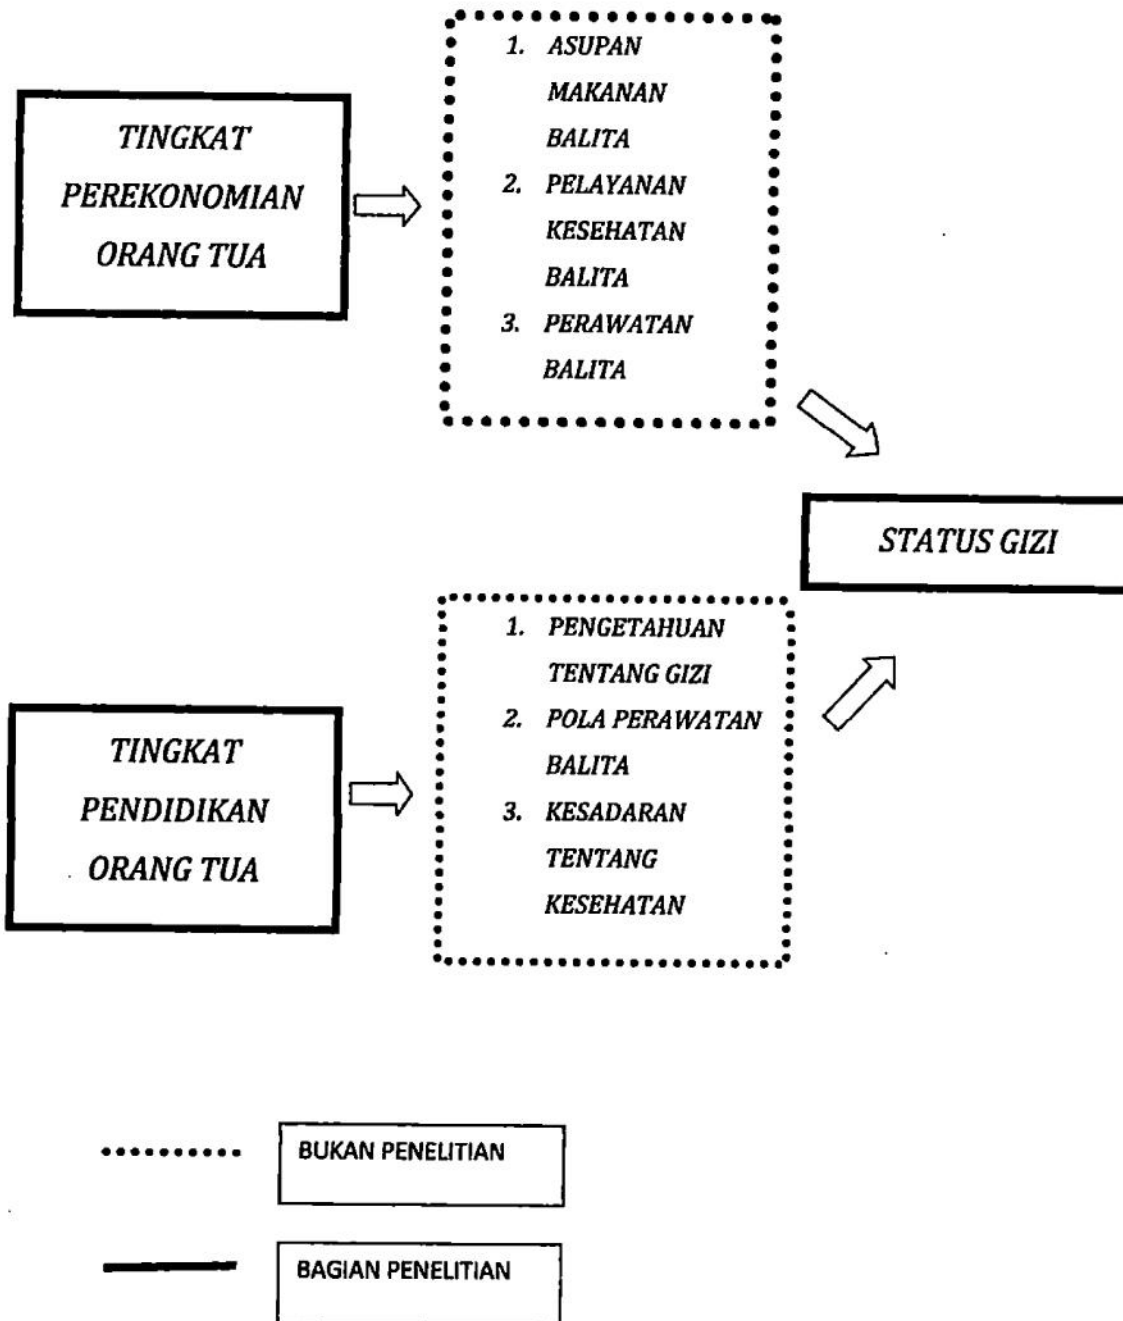 TINGKAT
PEREKONOMIAN
ORANG TUA
1. ASUPAN
MAKANAN
BALITA
2. PELAYANAN
KESEHATAN
BALITA
3. PERAWATAN
BALITA
STATUS GIZI
TINGKAT
PENDIDIKAN
ORANG TUA
1. PENGETAHUAN
TENTANG GIZI
2. POLA PERAWATAN
BALITA
3. KESADARAN
TENTANG
KESEHATAN
BUKAN PENELITIAN
BAGIAN PENELITIAN